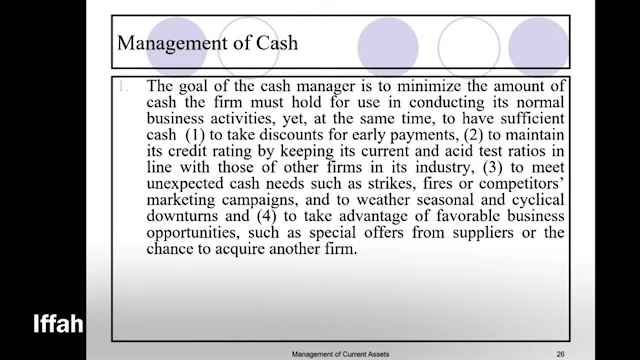 Management of Cash
1. The goal of the cash manager is to minimize the amount of
cash the firm must hold for use in conducting its normal
business activities, yet, at the same time, to have sufficient
cash (1) to take discounts for early payments, (2) to maintain
its credit rating by keeping its current and acid test ratios in
line with those of other firms in its industry, (3) to meet
unexpected cash needs such as strikes, fires or competitors'
marketing campaigns, and to weather seasonal and cyclical
downturns and (4) to take advantage of favorable business
opportunities, such as special offers from suppliers or the
chance to acquire another firm.
Iffah
Management of Current Assets
26